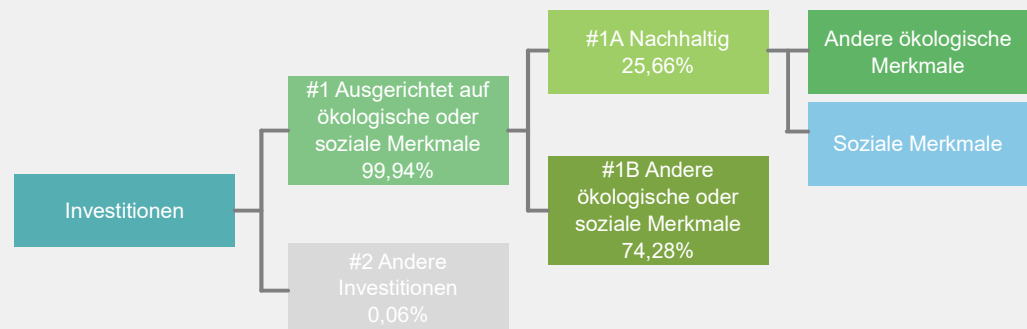 Investitionen
#1 Ausgerichtet auf
ökologische oder
soziale Merkmale
99,94%
#2 Andere
Investitionen
0,06%
#1A Nachhaltig
25,66%
#1B Andere
ökologische oder
soziale Merkmale
74,28%
Andere ökologische
Merkmale
Soziale Merkmale